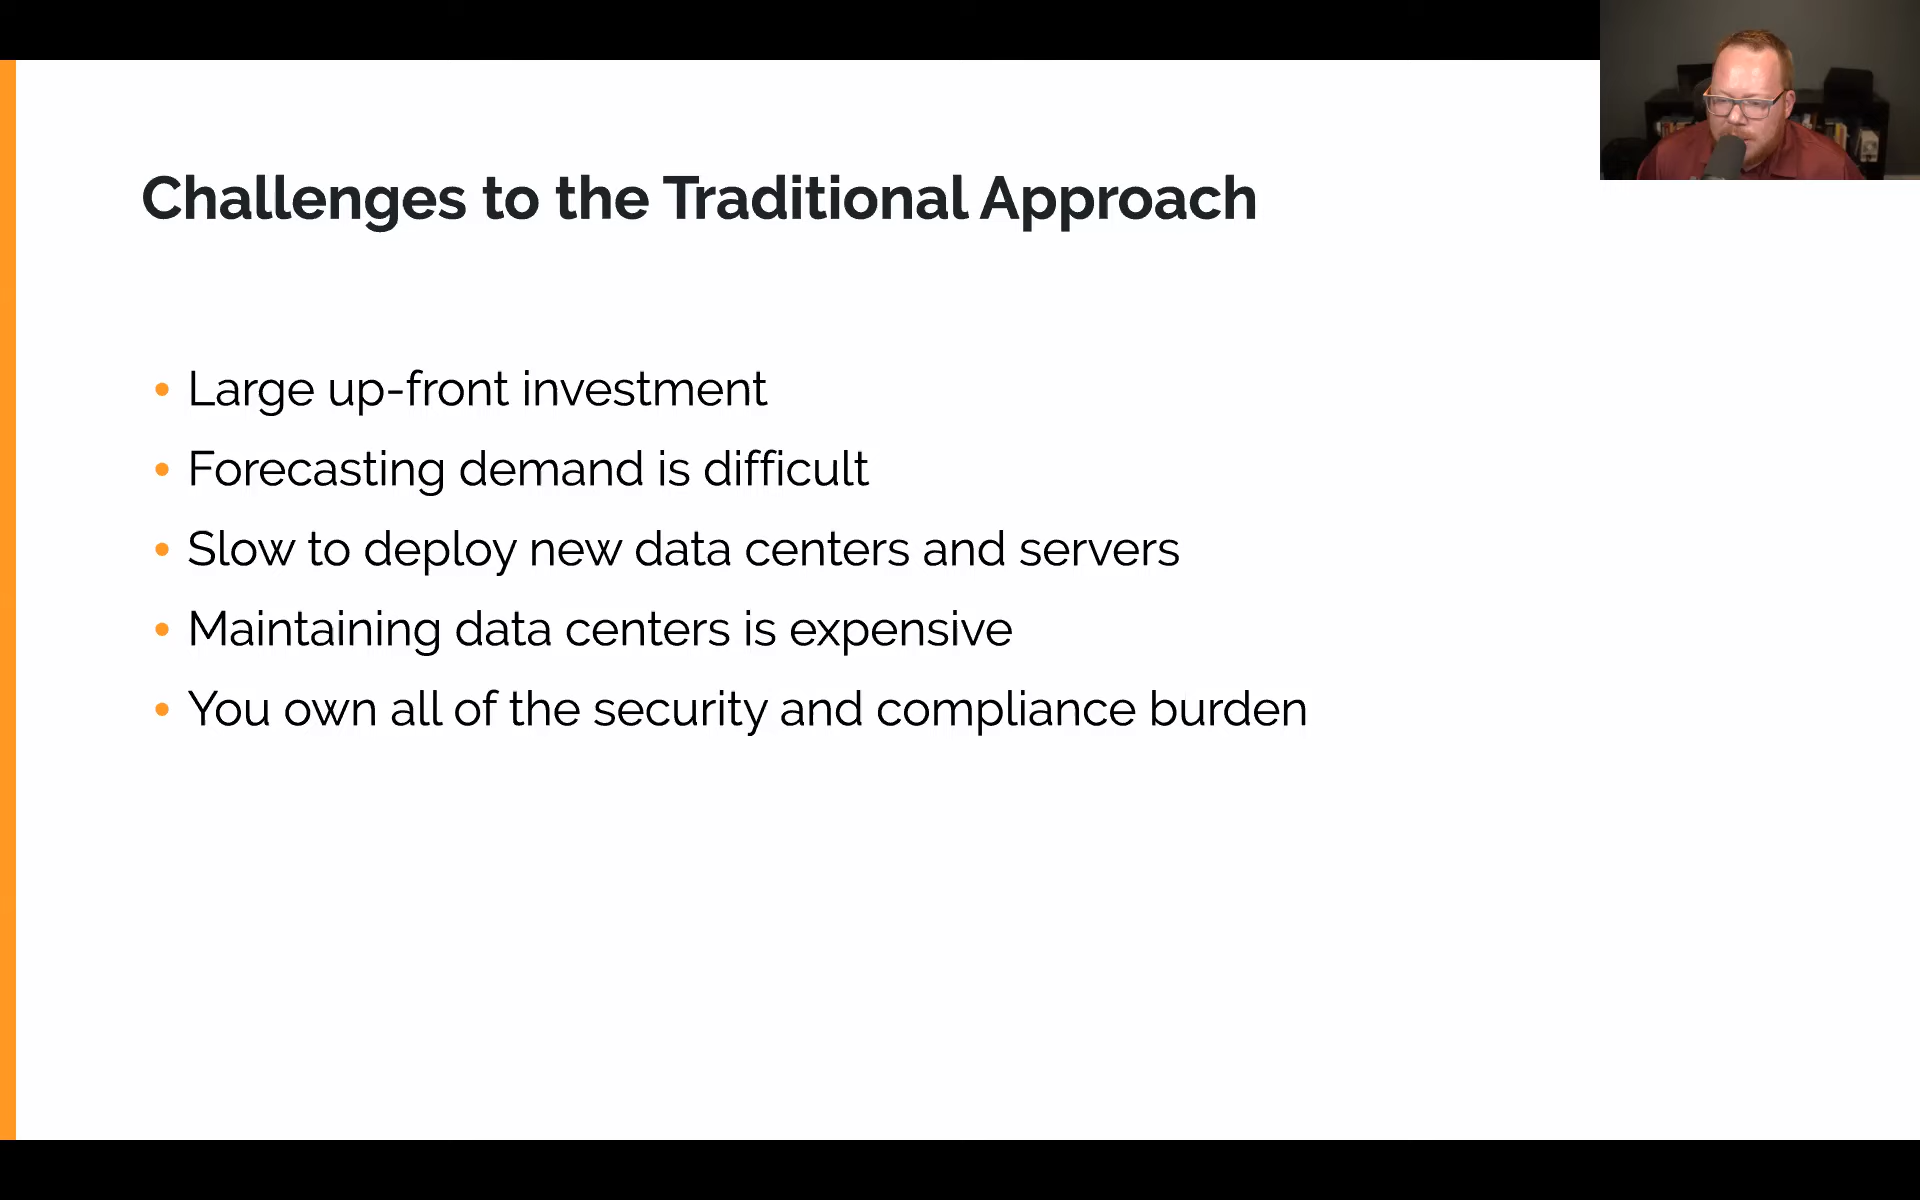 Challenges to the Traditional Approach
• Large up-front investment
• Forecasting demand is difficult
• Slow to deploy new data centers and servers
• Maintaining data centers is expensive
• You own all of the security and compliance burden